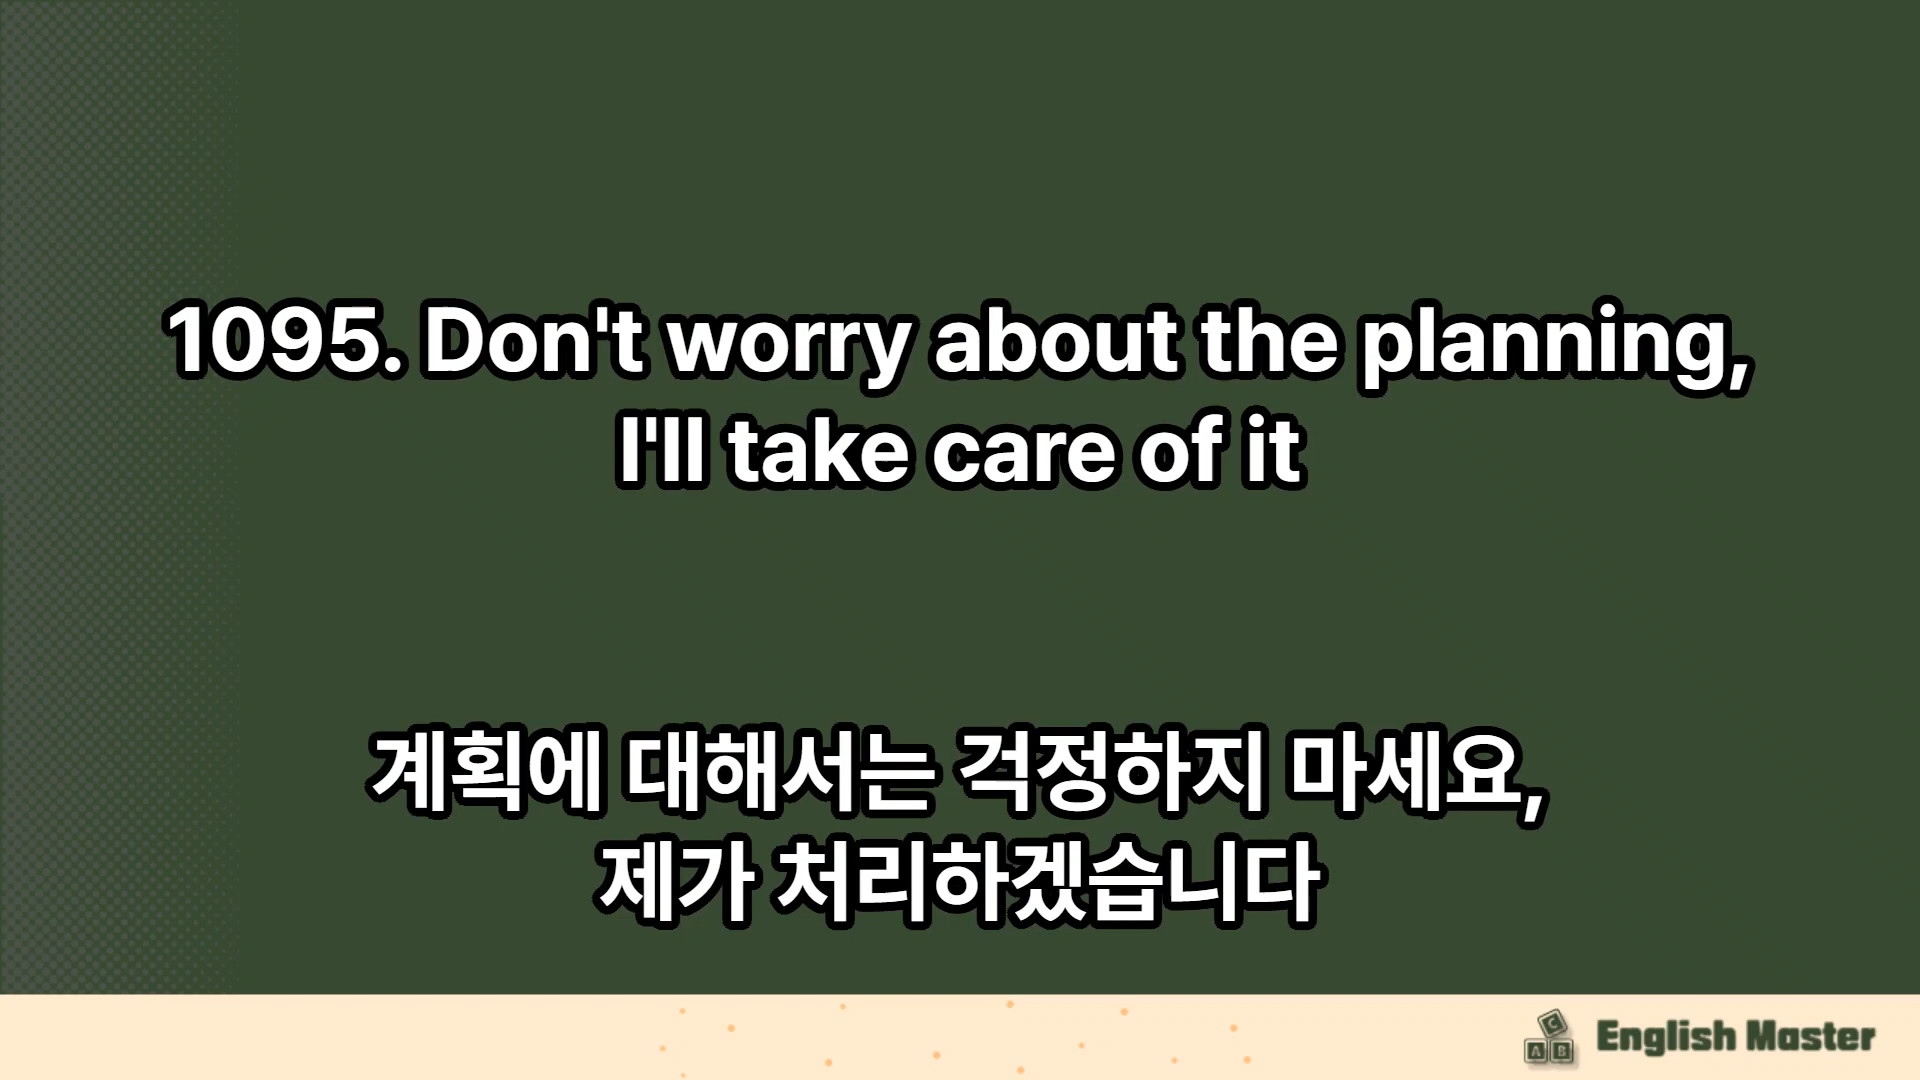 1095. Don't worry about the planning,
I'll take care of it
계획에 대해서는 걱정하지 마세요,
제가 처리하겠습니다
C
A B
English Master